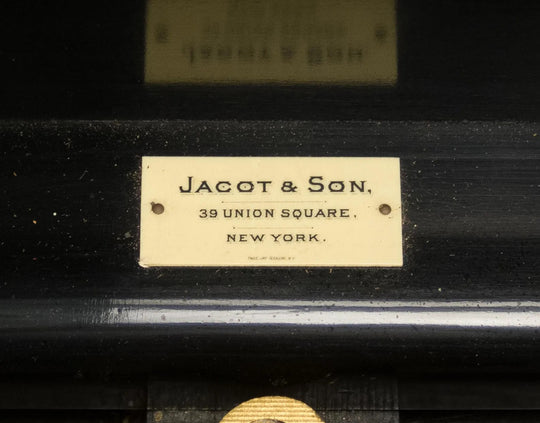 JACOT & SON,
39 UNION SQUARE,
NEW YORK.